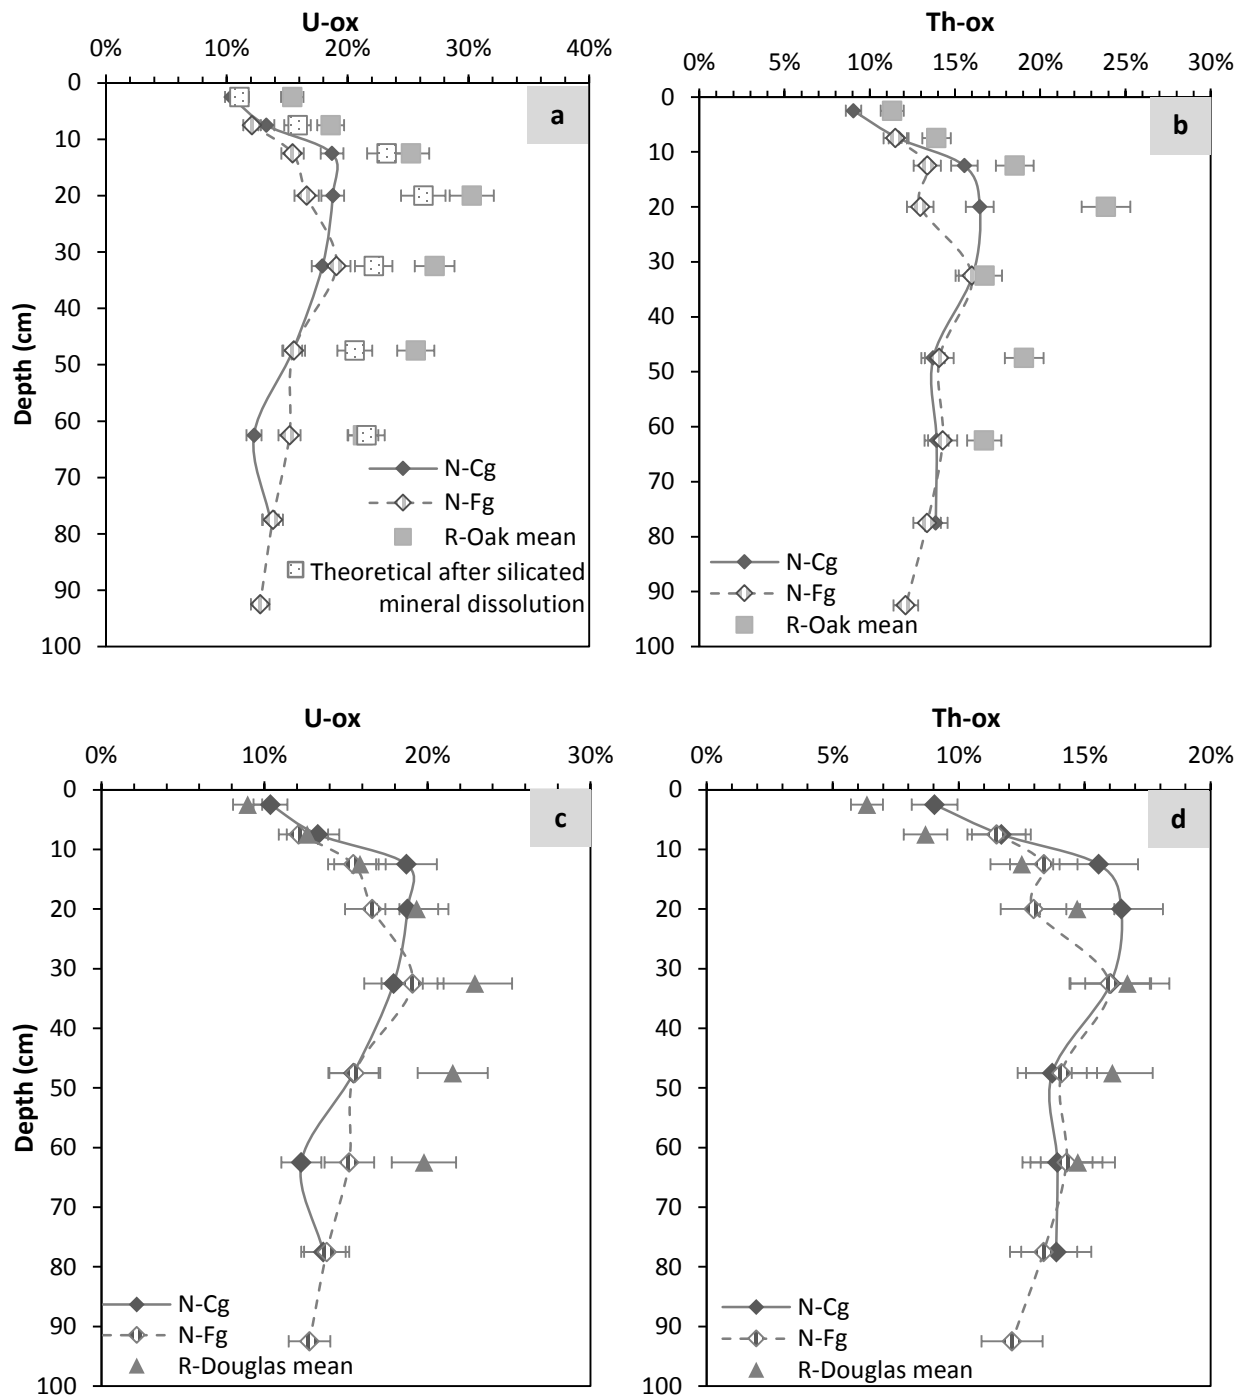 U-ox
0% 10% 20% 30% 40%
0
10
20
30
40
50
60
70
80
90
100
Depth (cm)
a
N-Cg
N-Fg
R-Oak mean
Theoretical after silicated
mineral dissolution
Th-ox
0% 10% 15% 20% 25% 30%
0
10
20
30
40
50
60
70
80
90
100
b
N-Cg
N-Fg
R-Oak mean
U-ox
0% 10% 20% 30%
0
10
20
30
40
50
60
70
80
90
100
Depth (cm)
c
N-Cg
N-Fg
R-Douglas mean
Th-ox
0% 5% 10% 15% 20%
0
10
20
30
40
50
60
70
80
90
100
d
N-Cg
N-Fg
R-Douglas mean